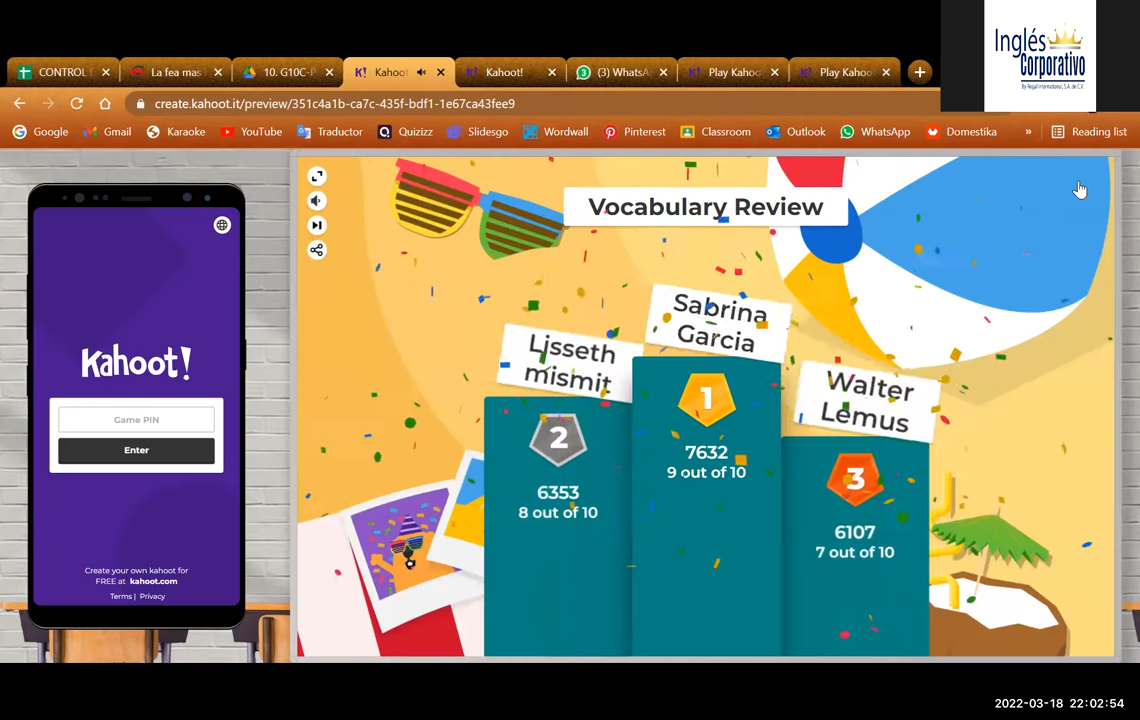 Inglés
Corporativo
By Regall International, S.A. de C.V.
CONTROL
La fea mas
10. G10C-P
Kahoot!
Kahoot!
(3) WhatsA
Play Kahoo
Play Kahoo
create.kahoot.it/preview/351c4a1b-ca7c-435f-bdf1-1e67ca43fee9
Google
Gmail
Karaoke
YouTube
Traductor
Quizizz
Slidesgo
Wordwall
Pinterest
Classroom
Outlook
WhatsApp
Domestika
»
Reading list
Kahoot!
Game PIN
Enter
Create your own kahoot for
FREE at kahoot.com
Terms | Privacy
Vocabulary Review
Lisseth
mismit
2
6353
8 out of 10
Sabrina
Garcia
1
7632
9 out of 10
Walter
Lemus
3
6107
7 out of 10
2022-03-18 22:02:54